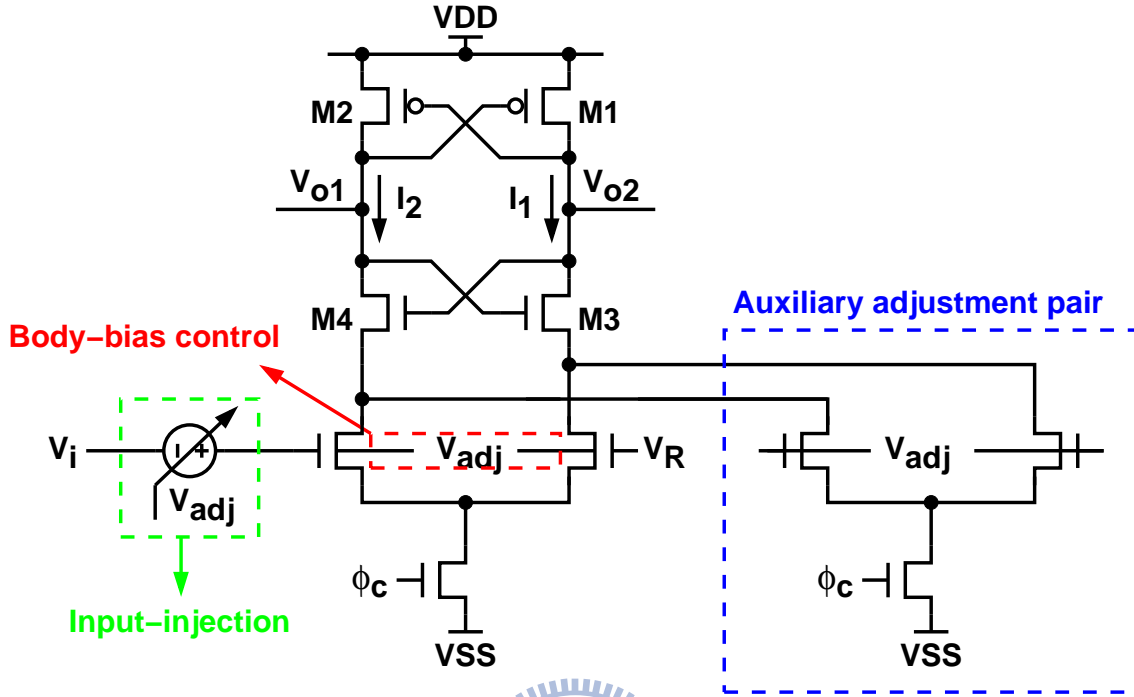 VDD
M2
M1
Vo1
I2
I1
Vo2
M4
M3
Auxiliary adjustment pair
Body–bias control
Vi
– +
Vadj
Vadj
VR
Vadj
ϕc
ϕc
Input–injection
VSS
VSS